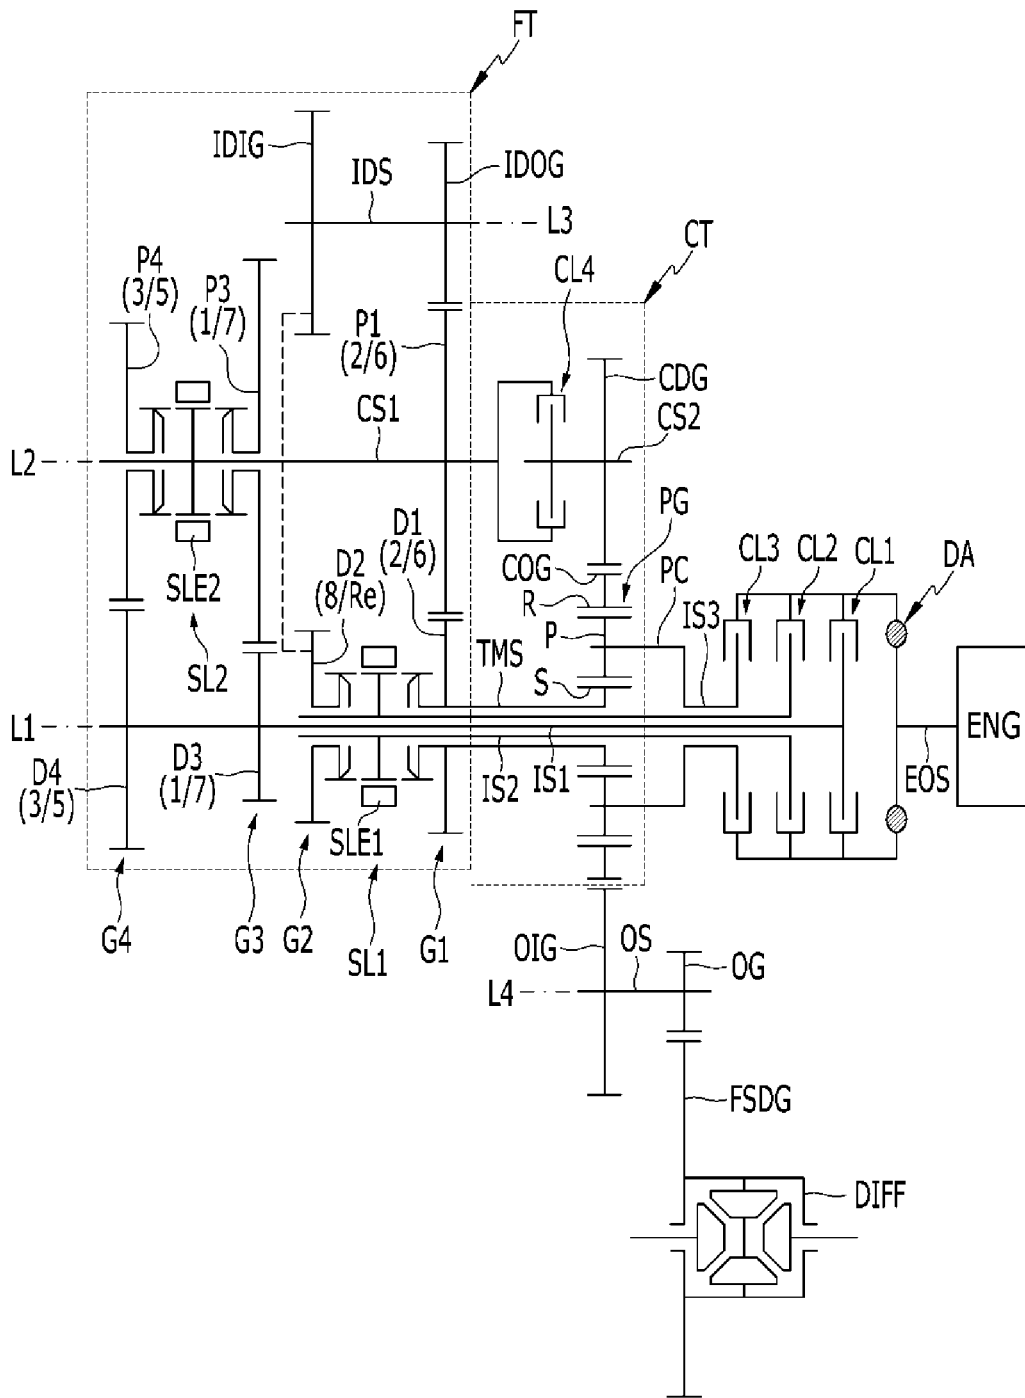 FT
IDIG
IDOG
IDS
L3
CT
P4
(3/5)
P3
(1/7)
P1
(2/6)
CL4
CDG
CS1
CS2
L2
PG
D1
(2/6)
D2
(8/Re)
COG
PC
CL3
CL2
CL1
DA
SLE2
R
IS3
P
SL2
TMS
S
L1
ENG
D4
(3/5)
D3
(1/7)
IS2
IS1
EOS
SLE1
G4
G3
G2
SL1
G1
OIG
OS
OG
L4
FSDG
DIFF